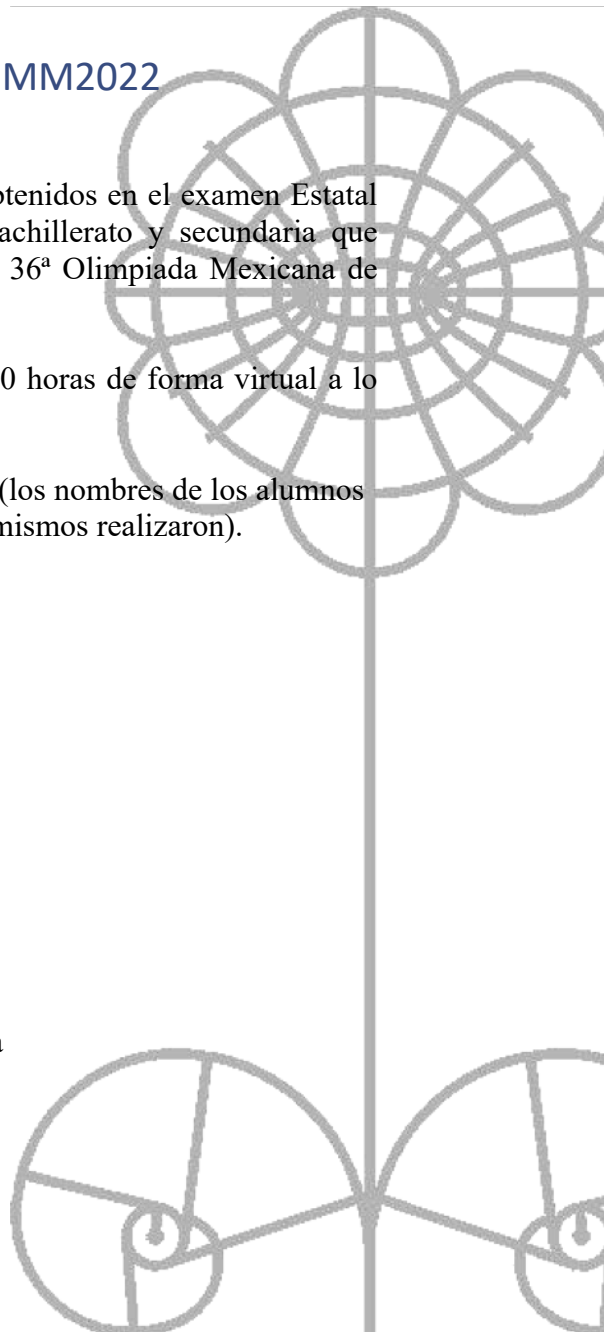 MM2022
btenidos en el examen Estatal
achillerato y secundaria que
36ª Olimpiada Mexicana de
0 horas de forma virtual a lo
(los nombres de los alumnos
mismos realizaron).
a